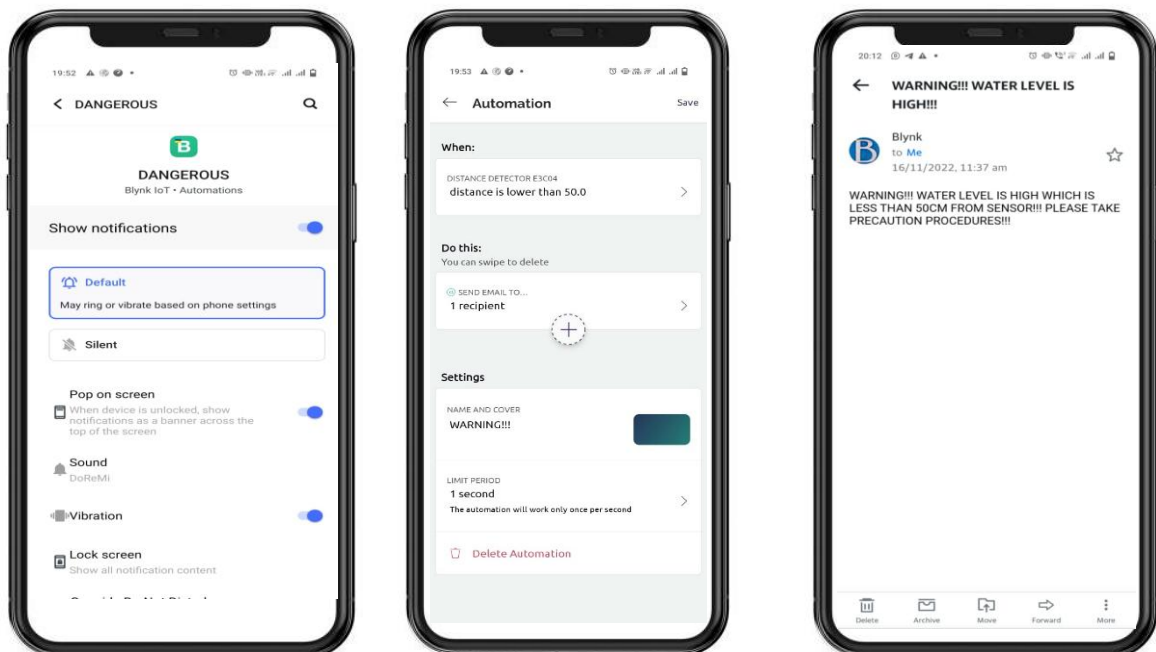 19:52
DANGEROUS
B
DANGEROUS
Blynk IoT • Automations
Show notifications
Default
May ring or vibrate based on phone settings
Silent
Pop on screen
When device is unlocked, show
notifications as a banner across the
top of the screen
Sound
DoReMi
Vibration
Lock screen
Show all notification content
19:53
Automation
Save
When:
DISTANCE DETECTOR E3C04
distance is lower than 50.0
Do this:
You can swipe to delete
SEND EMAIL TO...
1 recipient
Settings
NAME AND COVER
WARNING!!!
LIMIT PERIOD
1 second
The automation will work only once per second
Delete Automation
20:12
WARNING!!! WATER LEVEL IS
HIGH!!!
B
Blynk
to Me
16/11/2022, 11:37 am
WARNING!!! WATER LEVEL IS HIGH WHICH IS
LESS THAN 50CM FROM SENSOR!!! PLEASE TAKE
PRECAUTION PROCEDURES!!!
Delete
Archive
Move
Forward
More